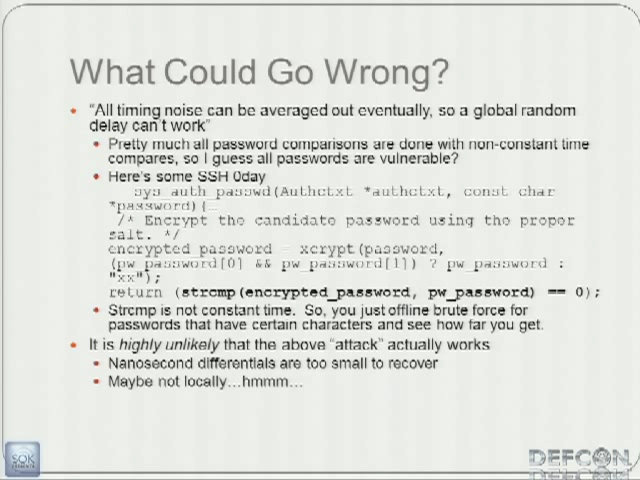 What Could Go Wrong?
• "All timing noise can be averaged out eventually, so a global random
delay can't work"
• Pretty much all password comparisons are done with non-constant time
compares, so I guess all passwords are vulnerable?
• Here's some SSH 0day
sys_auth_passwd(Authctxt *authctxt, const char
*password){
/* Encrypt the candidate password using the proper
salt. */
encrypted_password = xcrypt(password,
(pw_password[0] && pw_password[1]) ? pw_password :
"xx");
return (strcmp(encrypted_password, pw_password) == 0);
• Strcmp is not constant time. So, you just offline brute force for
passwords that have certain characters and see how far you get.
• It is highly unlikely that the above "attack" actually works
• Nanosecond differentials are too small to recover
• Maybe not locally…hmmm…
SOK
DEFCON